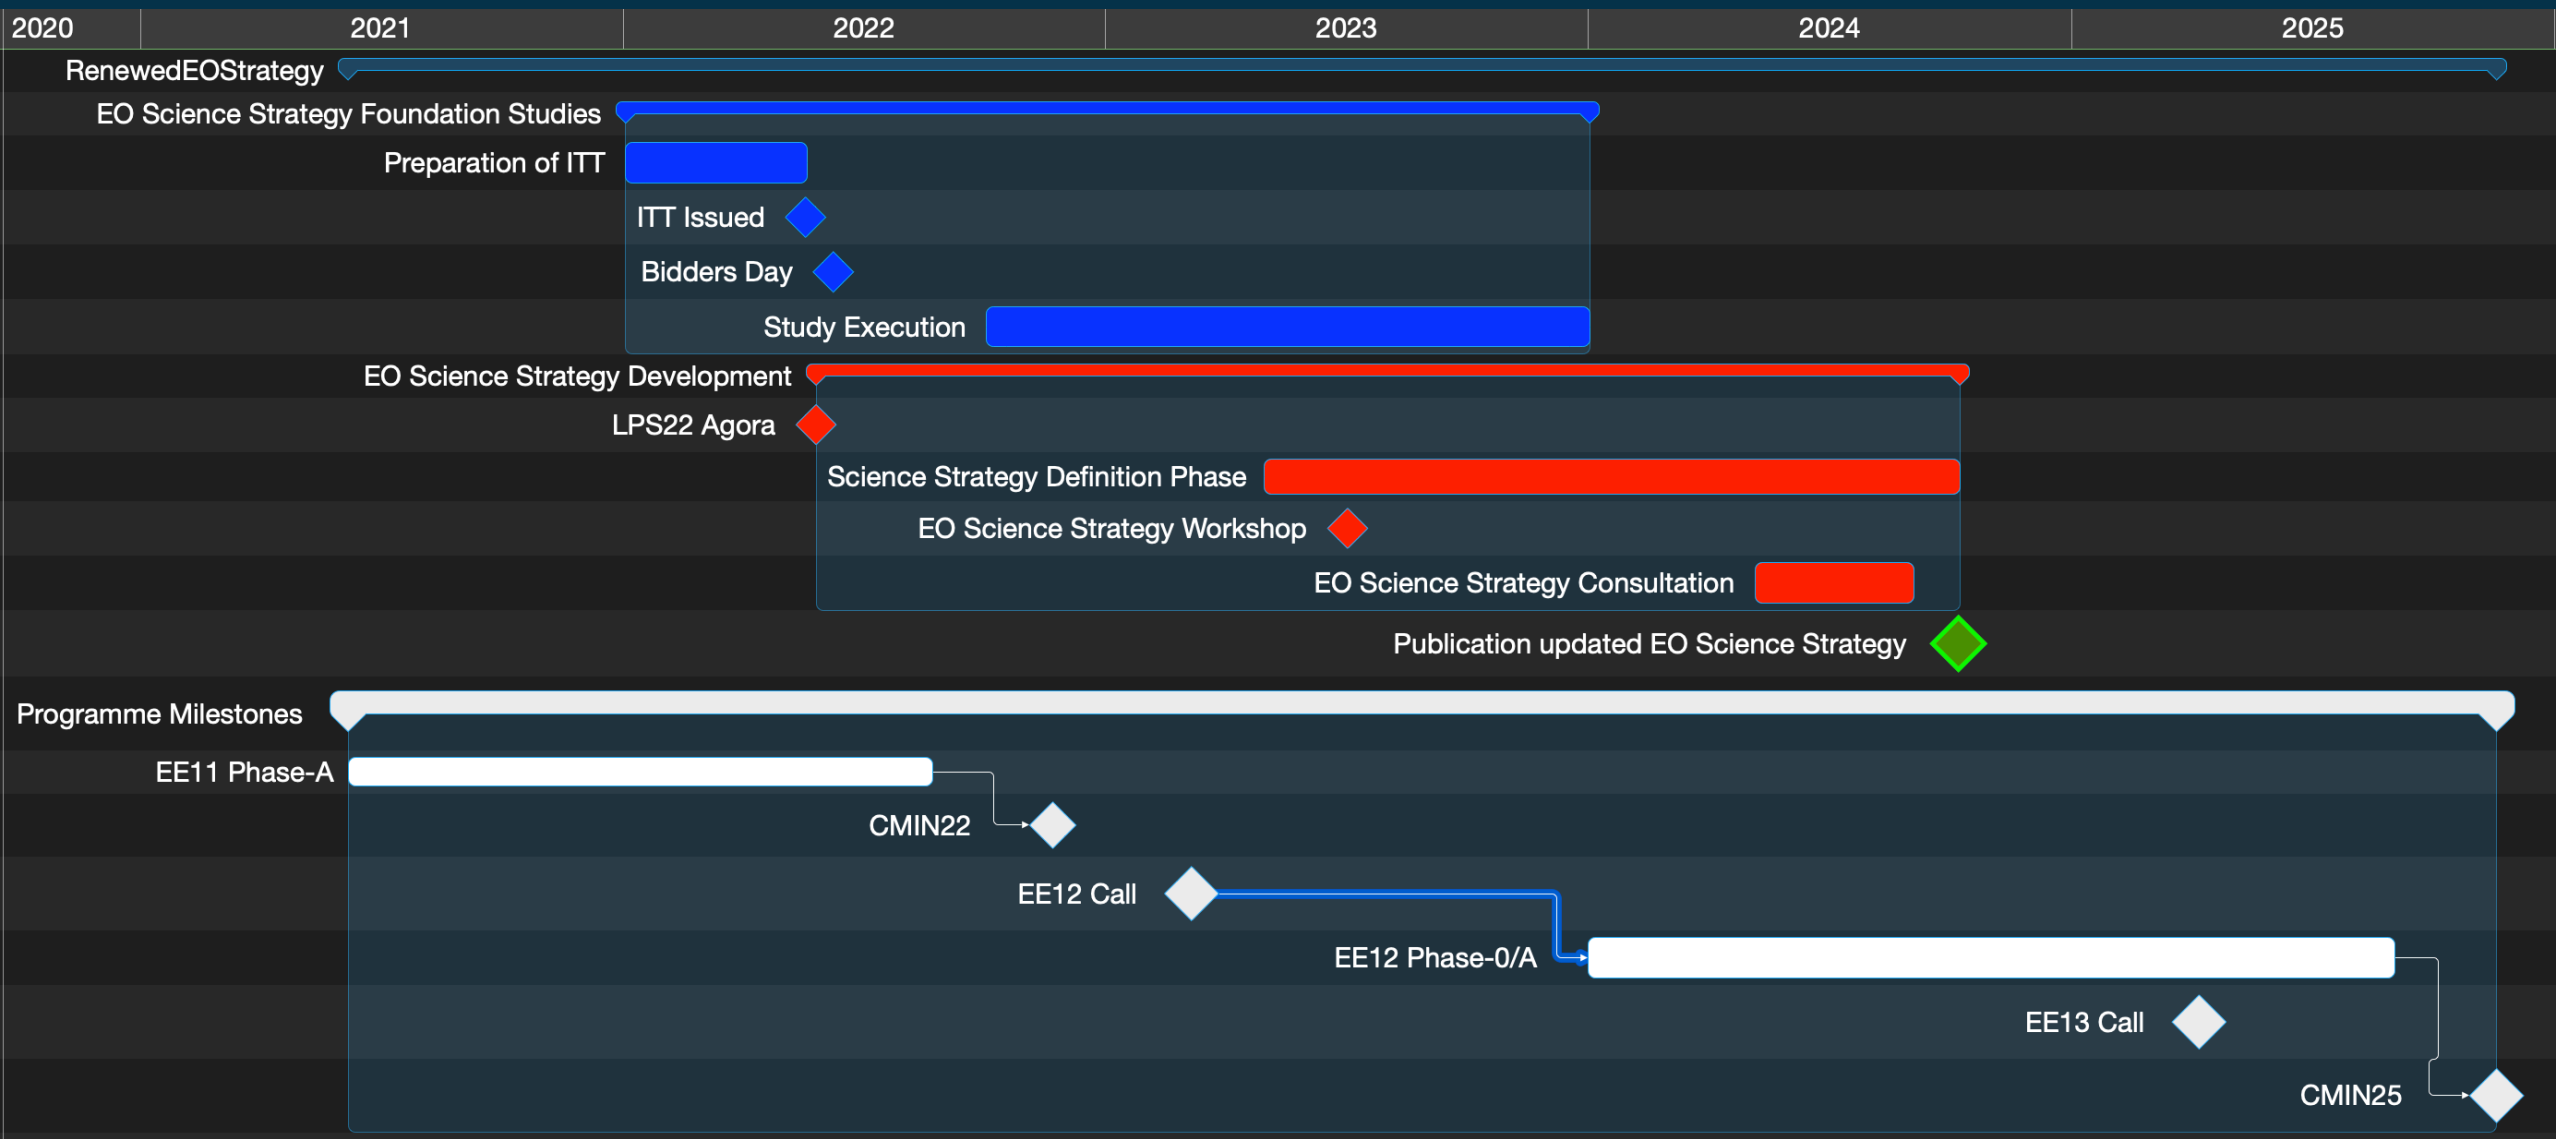 2020 2021 2022 2023 2024 2025
RenewedEOStrategy
EO Science Strategy Foundation Studies
Preparation of ITT
ITT Issued
Bidders Day
Study Execution
EO Science Strategy Development
LPS22 Agora
Science Strategy Definition Phase
EO Science Strategy Workshop
EO Science Strategy Consultation
Publication updated EO Science Strategy
Programme Milestones
EE11 Phase-A
CMIN22
EE12 Call
EE12 Phase-0/A
EE13 Call
CMIN25